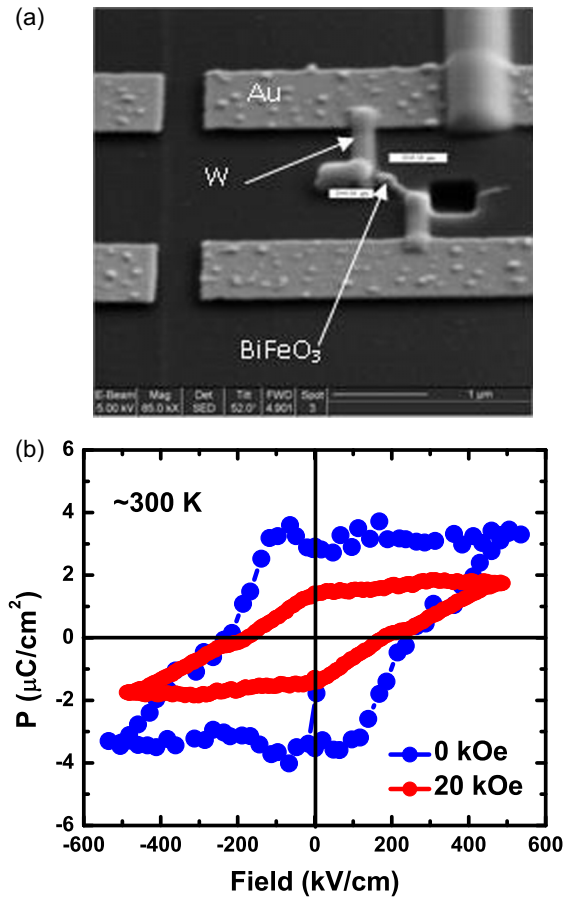 (a)
Au
W
BiFeO₃
E-Beam Mag Det Tilt FWD Spot 1 µm
5.00 kV 65.0 kX SED 52.0° 4.901 3
(b)
~300 K
6
4
2
0
-2
-4
-6
P (μC/cm²)
0 kOe
20 kOe
-600 -400 -200 0 200 400 600
Field (kV/cm)